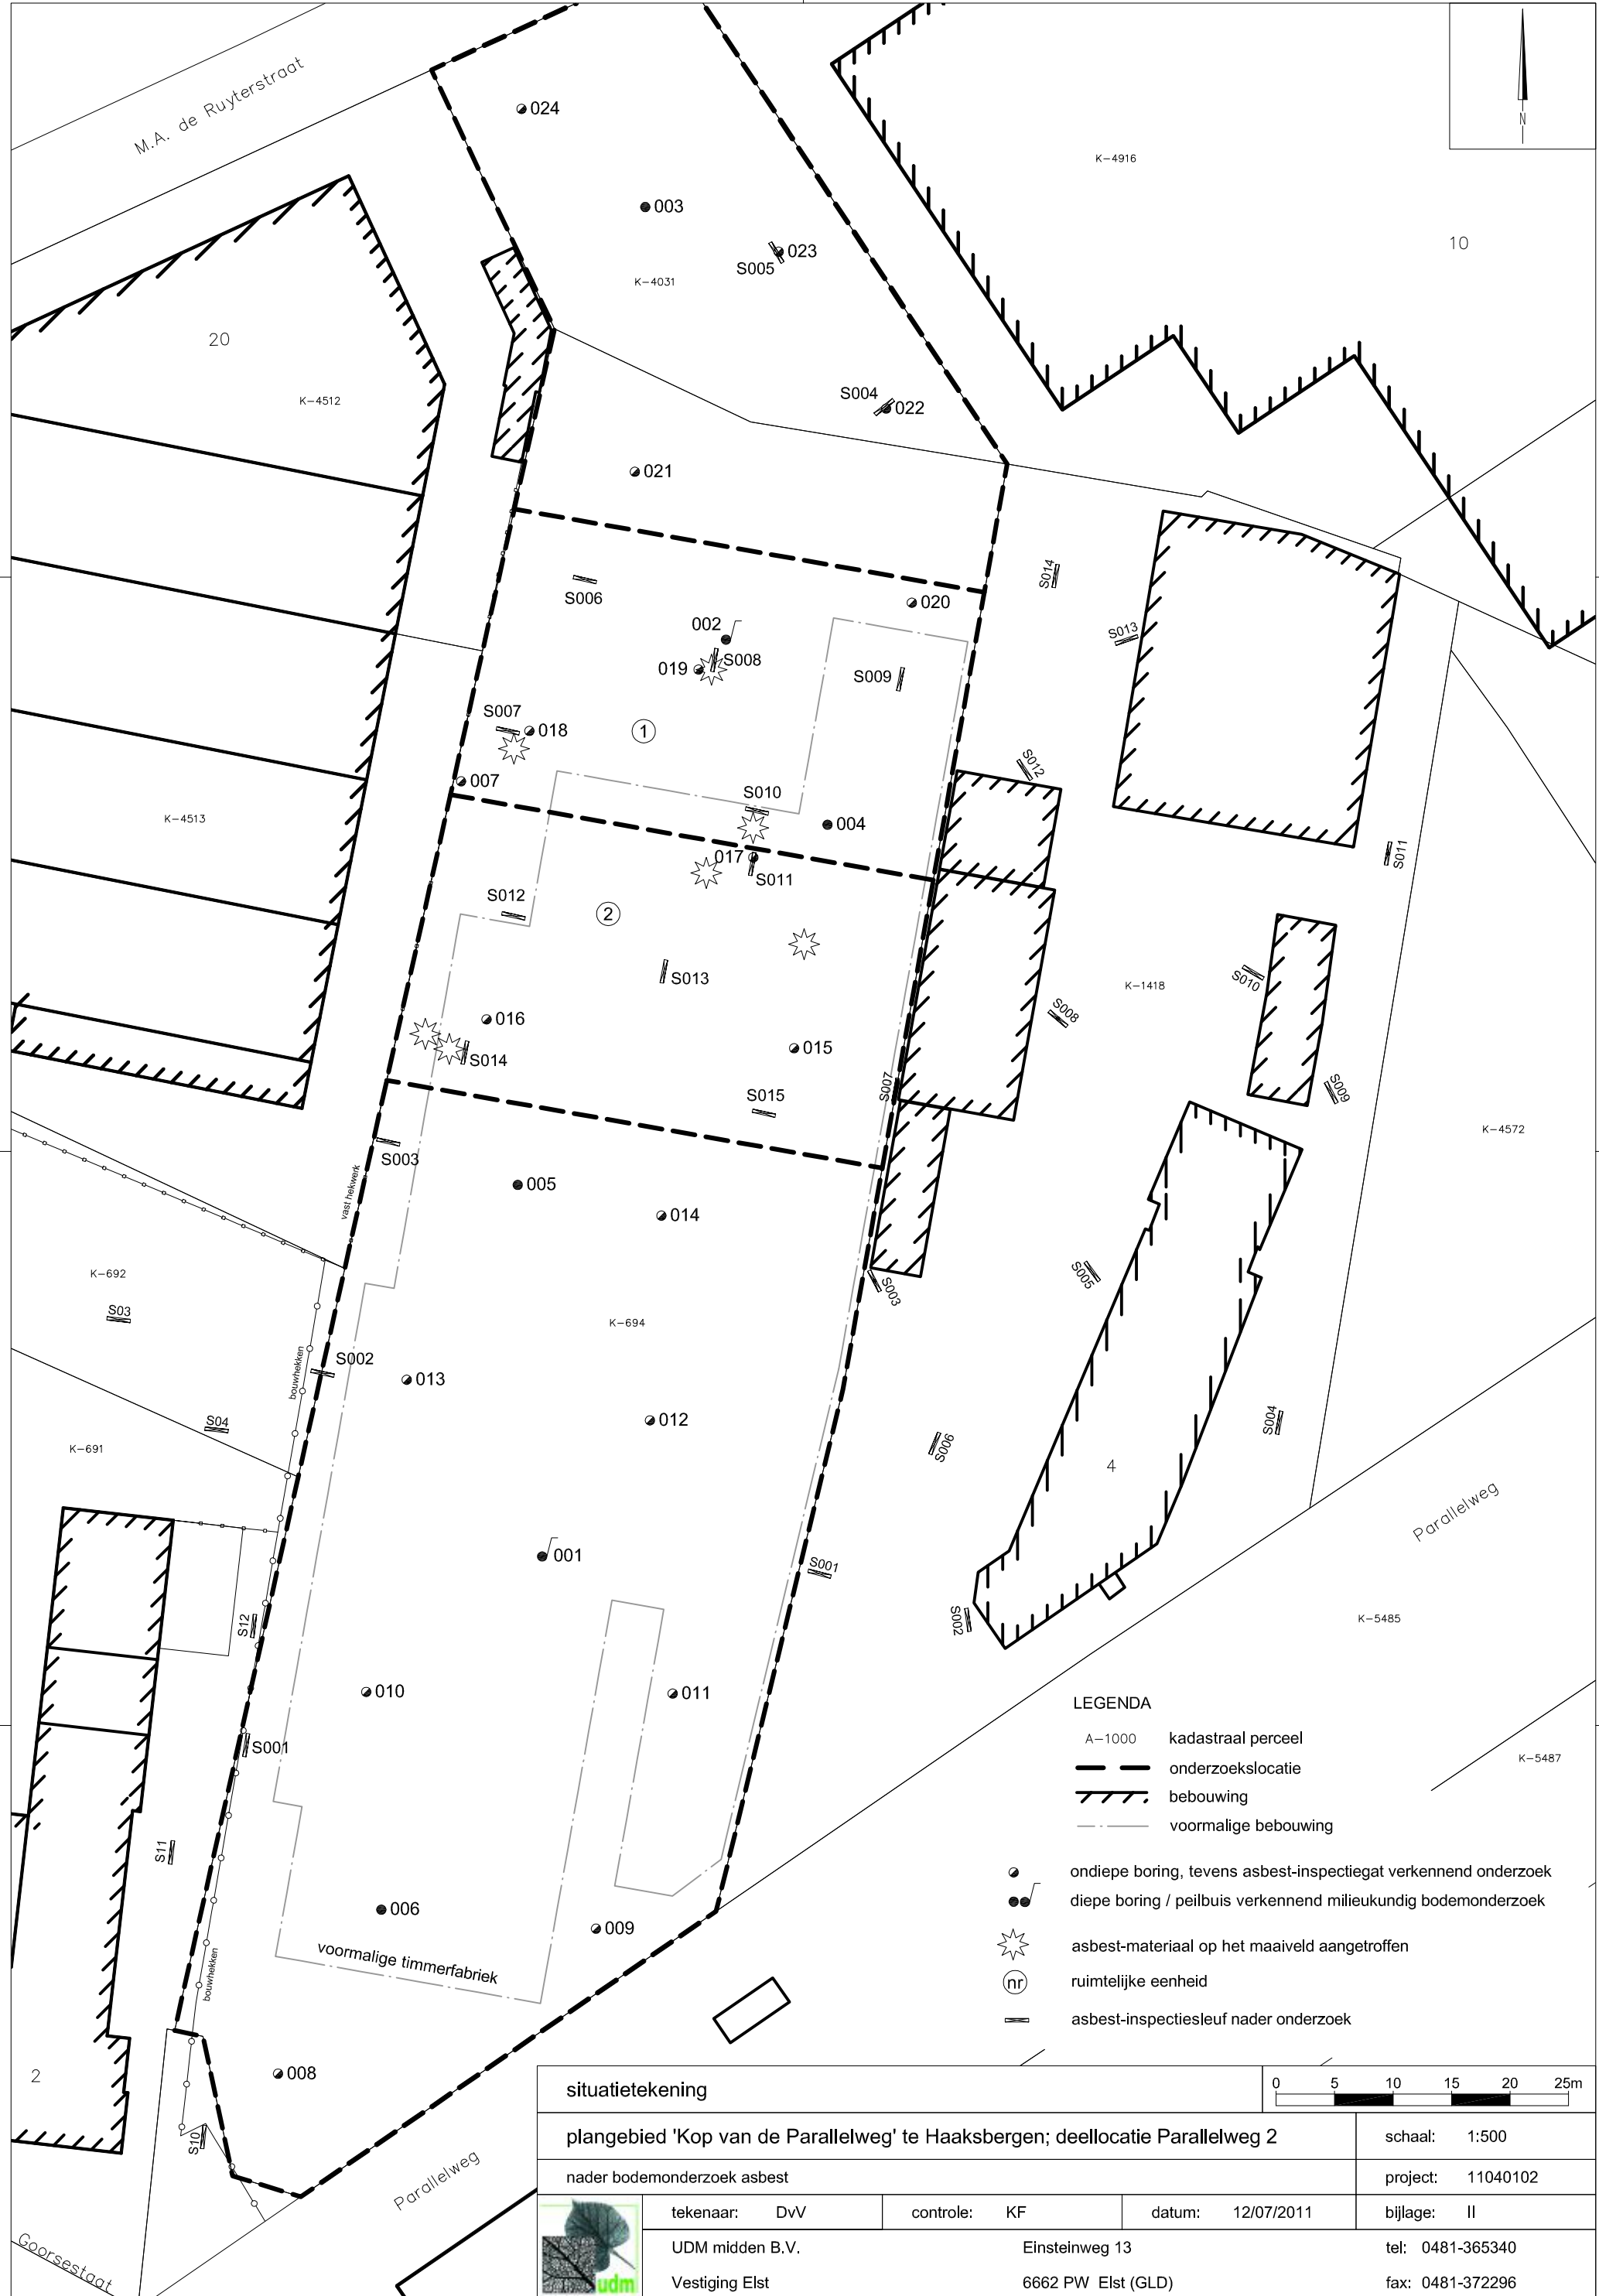 M.A. de Ruyterstraat
024
K-4916
N
003
10
023
S005
K-4031
20
S004
022
K-4512
021
S014
S006
020
002
S013
S008
019
S009
S007
018
1
S012
007
S010
K-4513
004
S011
017
S011
S012
2
S013
S010
K-1418
016
S008
S014
015
S007
S009
S015
K-4572
S003
005
vast hekwerk
014
K-692
S005
S003
S03
K-694
S002
bouwhekken
013
S04
012
S004
K-691
S006
4
Parallelweg
001
S001
S12
S002
K-5485
010
011
LEGENDA
A-1000 kadastraal perceel
S001
onderzoekslocatie
K-5487
bebouwing
voormalige bebouwing
S11
ondiepe boring, tevens asbest-inspectiegat verkennend onderzoek
diepe boring / peilbuis verkennend milieukundig bodemonderzoek
006
009
voormalige timmerfabriek
asbest-materiaal op het maaiveld aangetroffen
bouwhekken
nr ruimtelijke eenheid
asbest-inspectiesleuf nader onderzoek
008
2
S10
Parallelweg
Goorsestaat
situatietekening
0 5 10 15 20 25m
plangebied 'Kop van de Parallelweg' te Haaksbergen; deellocatie Parallelweg 2
schaal: 1:500
nader bodemonderzoek asbest
project: 11040102
tekenaar: DvV controle: KF datum: 12/07/2011 bijlage: II
udm
UDM midden B.V. Einsteinweg 13 tel: 0481-365340
Vestiging Elst 6662 PW Elst (GLD) fax: 0481-372296